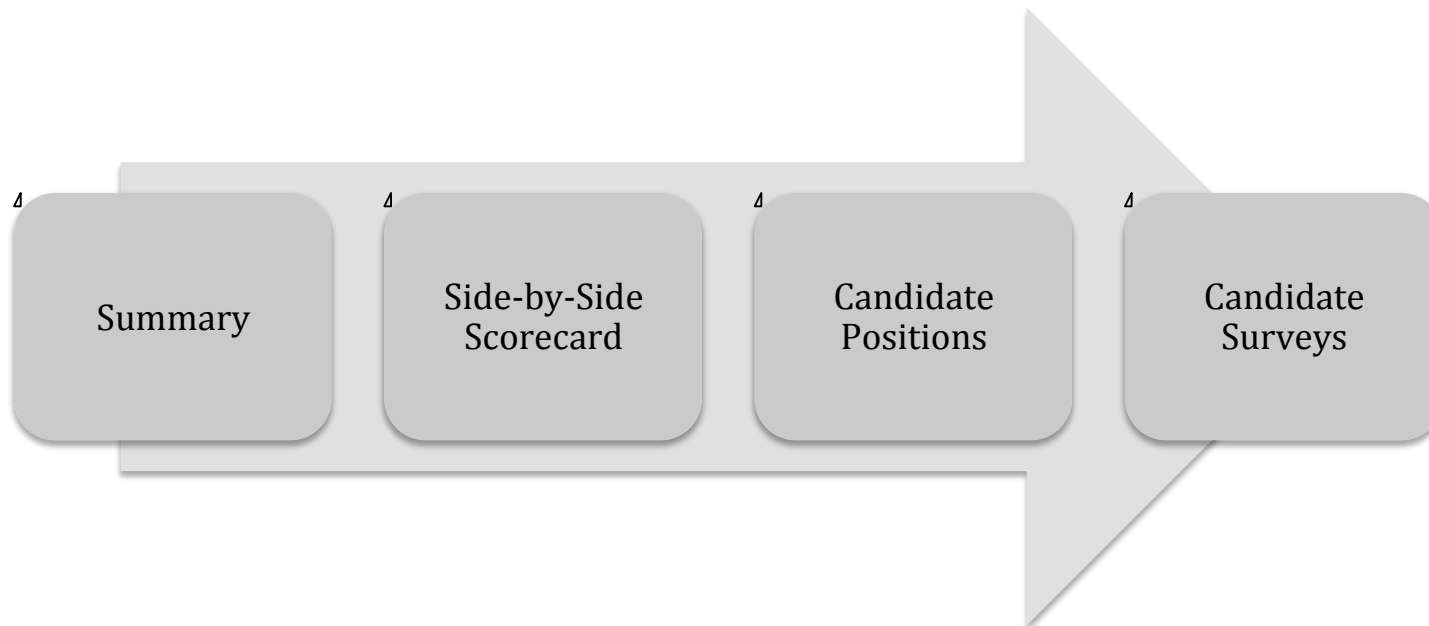 Summary
Side-by-Side
Scorecard
Candidate
Positions
Candidate
Surveys